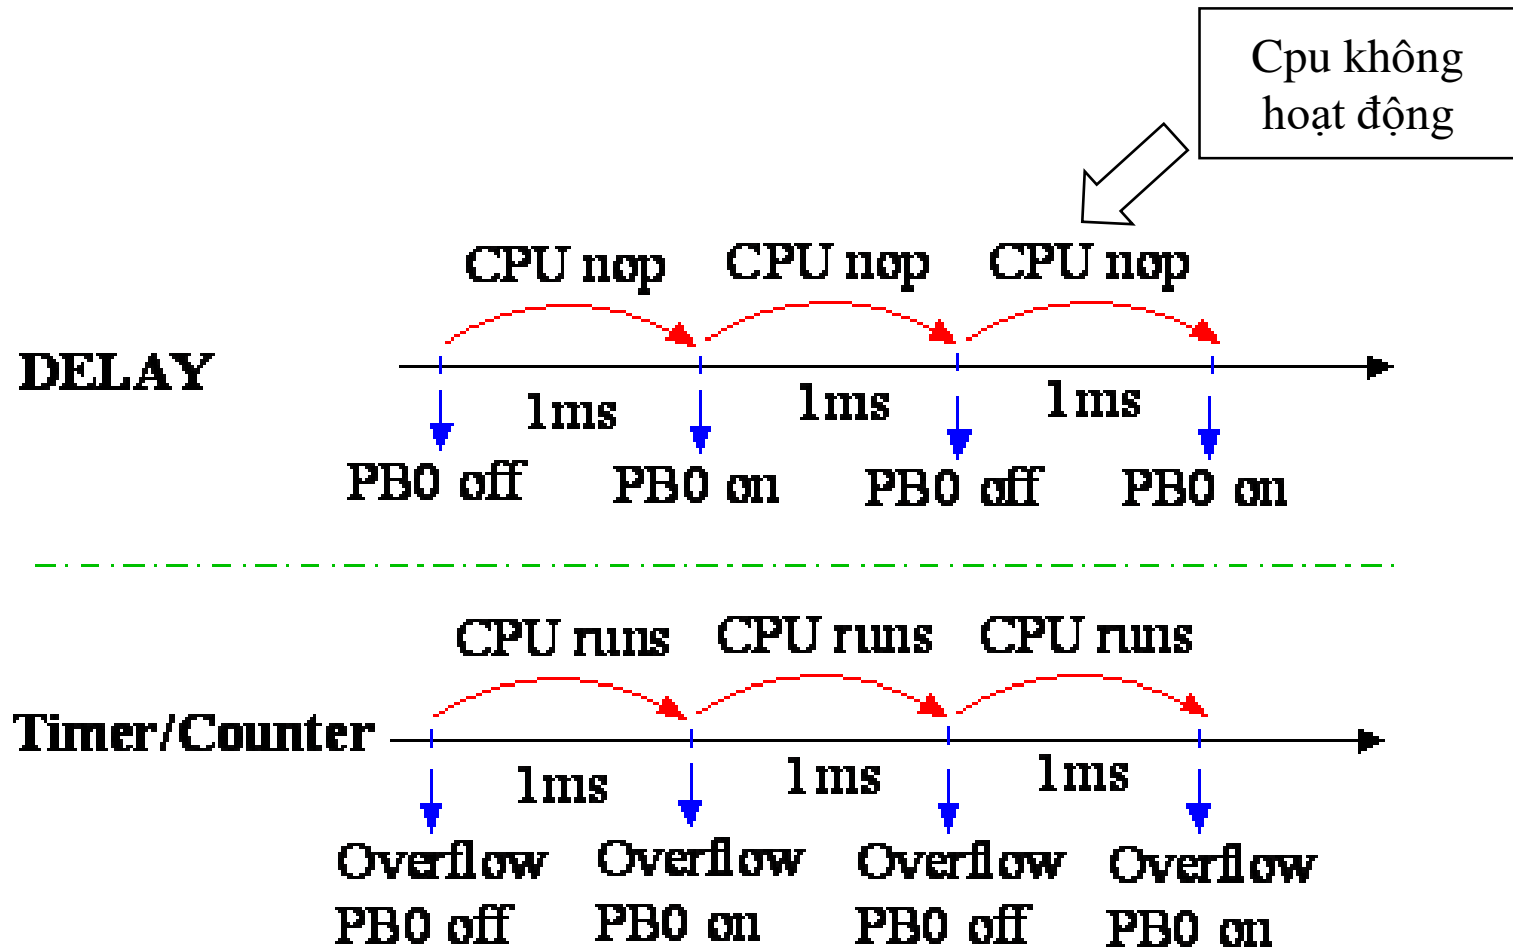 Cpu không
hoạt động
CPU nop CPU nop CPU nop
DELAY
1ms 1ms 1ms
PB0 off PB0 on PB0 off PB0 on
CPU runs CPU runs CPU runs
Timer/Counter
1ms 1ms 1ms
Overflow Overflow Overflow Overflow
PB0 off PB0 on PB0 off PB0 on